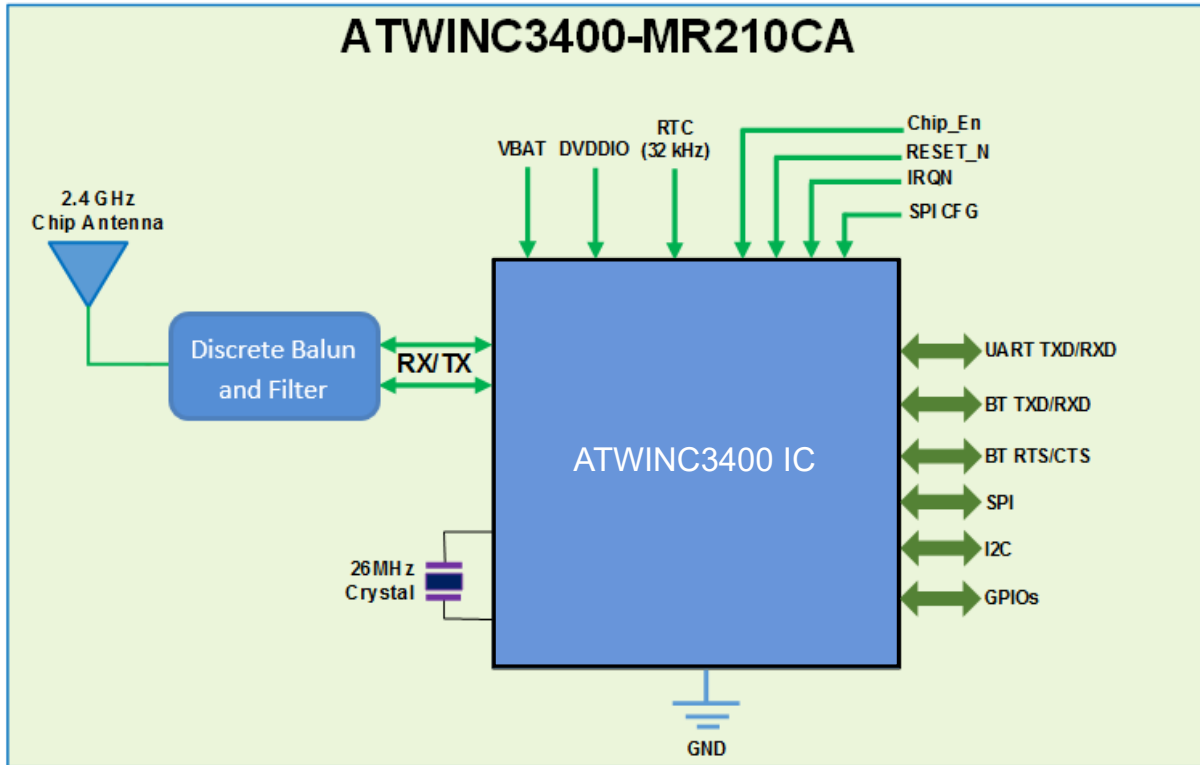 ATWINC3400-MR210CA
VBAT
DVDDIO
RTC
(32 kHz)
Chip_En
RESET_N
IRQN
SPI CFG
2.4 GHz
Chip Antenna
Discrete Balun
and Filter
RX/TX
ATWINC3400 IC
UART TXD/RXD
BT TXD/RXD
BT RTS/CTS
SPI
I2C
GPIOs
26MHz
Crystal
GND